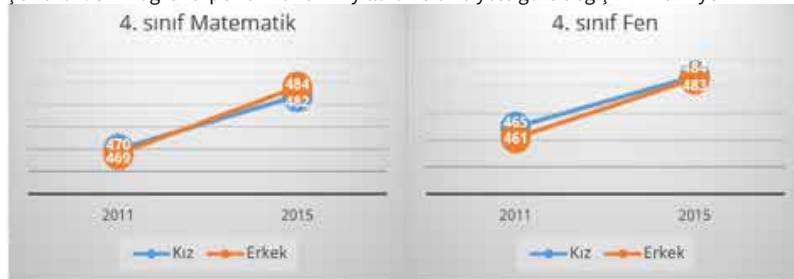 4. sınıf Matematik
484
482
470
469
2011 2015
Kız Erkek
4. sınıf Fen
484
483
465
461
2011 2015
Kız Erkek